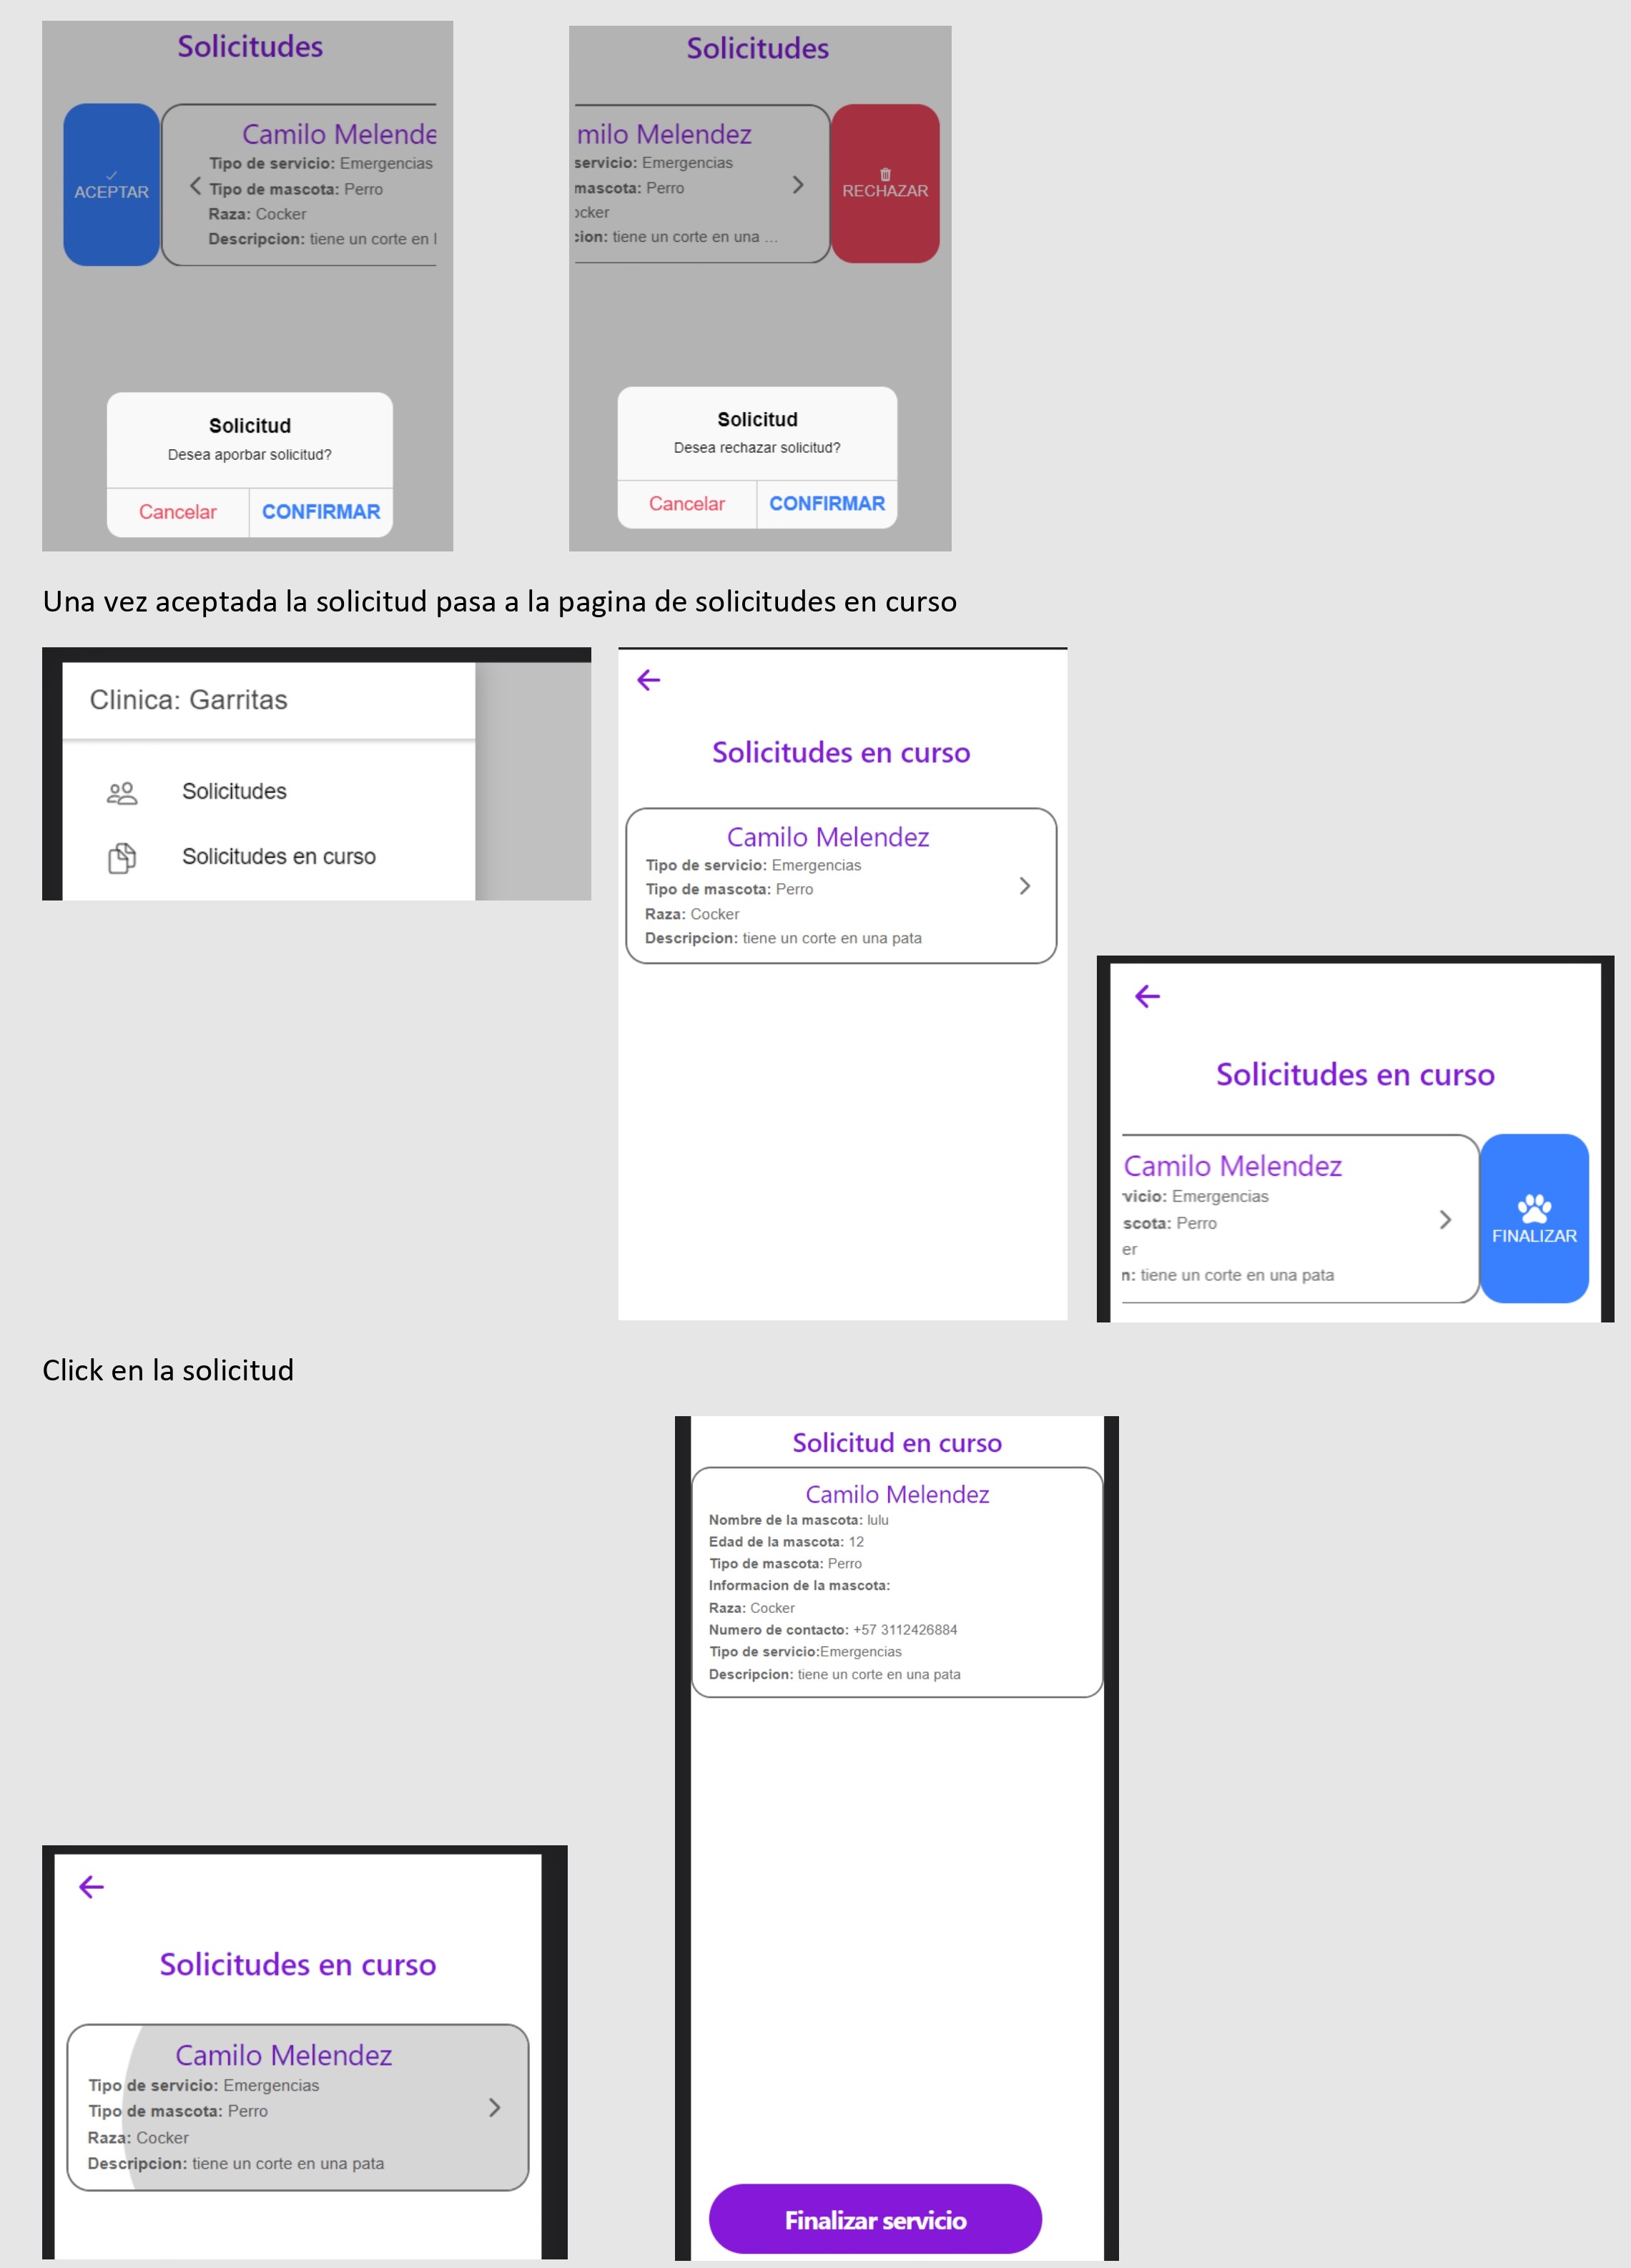 Solicitudes
ACEPTAR
Camilo Melende
Tipo de servicio: Emergencias
Tipo de mascota: Perro
Raza: Cocker
Descripcion: tiene un corte en l
Solicitud
Desea aporbar solicitud?
Cancelar
CONFIRMAR
Solicitudes
milo Melendez
servicio: Emergencias
mascota: Perro
ocker
cion: tiene un corte en una ...
RECHAZAR
Solicitud
Desea rechazar solicitud?
Cancelar
CONFIRMAR
Una vez aceptada la solicitud pasa a la pagina de solicitudes en curso
Clinica: Garritas
Solicitudes
Solicitudes en curso
Solicitudes en curso
Camilo Melendez
Tipo de servicio: Emergencias
Tipo de mascota: Perro
Raza: Cocker
Descripcion: tiene un corte en una pata
Solicitudes en curso
Camilo Melendez
rvicio: Emergencias
scota: Perro
er
n: tiene un corte en una pata
FINALIZAR
Click en la solicitud
Solicitudes en curso
Camilo Melendez
Tipo de servicio: Emergencias
Tipo de mascota: Perro
Raza: Cocker
Descripcion: tiene un corte en una pata
Solicitud en curso
Camilo Melendez
Nombre de la mascota: lulu
Edad de la mascota: 12
Tipo de mascota: Perro
Informacion de la mascota:
Raza: Cocker
Numero de contacto: +57 3112426884
Tipo de servicio:Emergencias
Descripcion: tiene un corte en una pata
Finalizar servicio